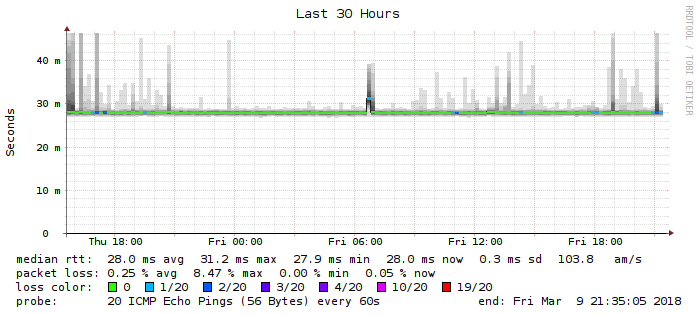 Last 30 Hours
RRDTOOL / TOBI OETIKER
Seconds
40 m
30 m
20 m
10 m
0
Thu 18:00 Fri 00:00 Fri 06:00 Fri 12:00 Fri 18:00
median rtt: 28.0 ms avg 31.2 ms max 27.9 ms min 28.0 ms now 0.3 ms sd 103.8 am/s
packet loss: 0.25 % avg 8.47 % max 0.00 % min 0.05 % now
loss color: 0 1/20 2/20 3/20 4/20 10/20 19/20
probe: 20 ICMP Echo Pings (56 Bytes) every 60s end: Fri Mar 9 21:35:05 2018